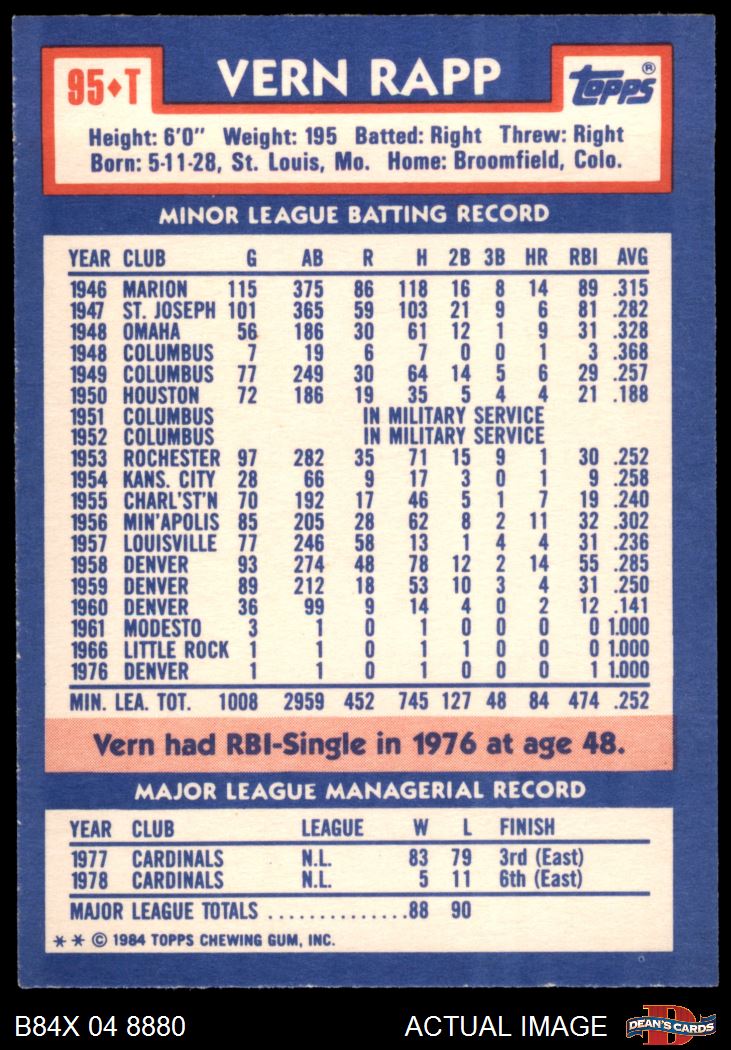 95♦T VERN RAPP Topps®
Height: 6'0" Weight: 195 Batted: Right Threw: Right
Born: 5-11-28, St. Louis, Mo. Home: Broomfield, Colo.
MINOR LEAGUE BATTING RECORD
YEAR CLUB G AB R H 2B 3B HR RBI AVG
1946 MARION 115 375 86 118 16 8 14 89 .315
1947 ST. JOSEPH 101 365 59 103 21 9 6 81 .282
1948 OMAHA 56 186 30 61 12 1 9 31 .328
1948 COLUMBUS 7 19 6 7 0 0 1 3 .368
1949 COLUMBUS 77 249 30 64 14 5 6 29 .257
1950 HOUSTON 72 186 19 35 5 4 4 21 .188
1951 COLUMBUS IN MILITARY SERVICE
1952 COLUMBUS IN MILITARY SERVICE
1953 ROCHESTER 97 282 35 71 15 9 1 30 .252
1954 KANS. CITY 28 66 9 17 3 0 1 9 .258
1955 CHARL'ST'N 70 192 17 46 5 1 7 19 .240
1956 MIN'APOLIS 85 205 28 62 8 2 11 32 .302
1957 LOUISVILLE 77 246 58 13 1 4 4 31 .236
1958 DENVER 93 274 48 78 12 2 14 55 .285
1959 DENVER 89 212 18 53 10 3 4 31 .250
1960 DENVER 36 99 9 14 4 0 2 12 .141
1961 MODESTO 3 1 0 1 0 0 0 0 1.000
1966 LITTLE ROCK 1 1 0 1 1 0 0 0 1.000
1976 DENVER 1 1 0 1 0 0 0 1 1.000
MIN. LEA. TOT. 1008 2959 452 745 127 48 84 474 .252
Vern had RBI-Single in 1976 at age 48.
MAJOR LEAGUE MANAGERIAL RECORD
YEAR CLUB LEAGUE W L FINISH
1977 CARDINALS N.L. 83 79 3rd (East)
1978 CARDINALS N.L. 5 11 6th (East)
MAJOR LEAGUE TOTALS ..............88 90
** © 1984 TOPPS CHEWING GUM, INC.
B84X 04 8880 ACTUAL IMAGE D DEAN'S CARDS